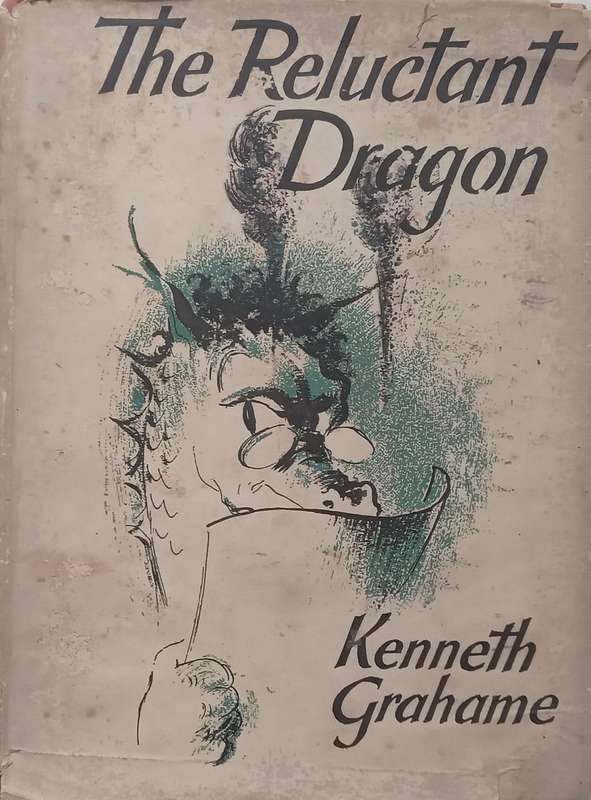 The Reluctant
Dragon
Kenneth
Grahame